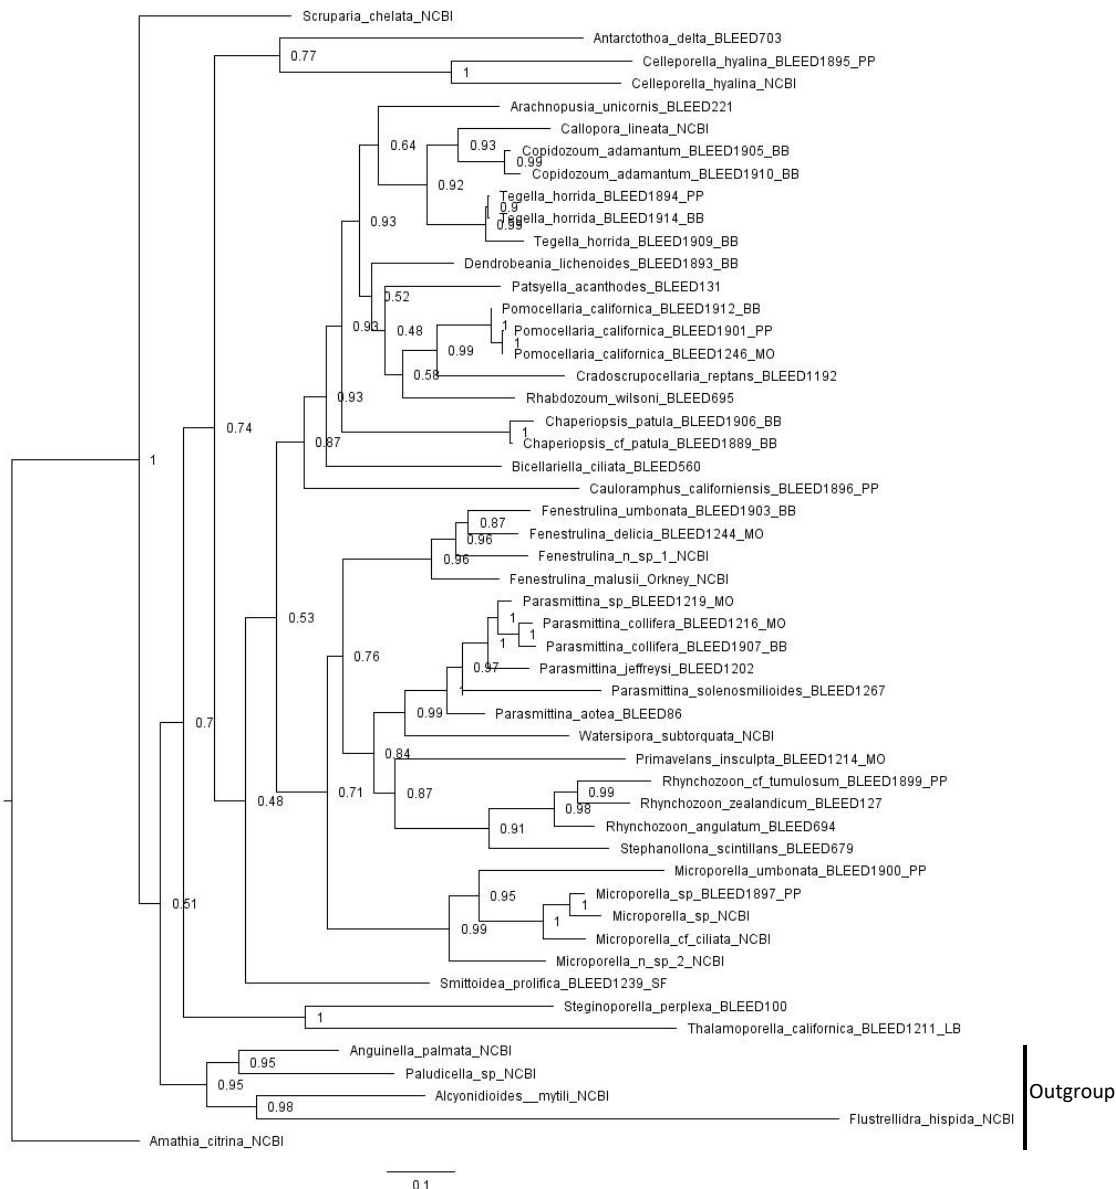 Scruparia_chelata_NCBI
Antarctothoa_delta_BLEED703
0.77
Celleporella_hyalina_BLEED1895_PP
1
Celleporella_hyalina_NCBI
Arachnopusia_unicornis_BLEED221
Callopora_lineata_NCBI
0.64
0.93
Copidozoum_adamantum_BLEED1905_BB
0.99
Copidozoum_adamantum_BLEED1910_BB
0.92
Tegella_horrida_BLEED1894_PP
0.9
Tegella_horrida_BLEED1914_BB
0.93
0.99
Tegella_horrida_BLEED1909_BB
Dendrobeania_lichenoides_BLEED1893_BB
Patsyella_acanthodes_BLEED131
0.52
Pomocellaria_californica_BLEED1912_BB
0.93
1
0.48
Pomocellaria_californica_BLEED1901_PP
1
0.99
Pomocellaria_californica_BLEED1246_MO
0.58
Cradoscrupocellaria_reptans_BLEED1192
0.93
Rhabdozoum_wilsoni_BLEED695
Chaperiopsis_patula_BLEED1906_BB
0.74
1
0.87
Chaperiopsis_cf_patula_BLEED1889_BB
1
Bicellariella_ciliata_BLEED560
Cauloramphus_californiensis_BLEED1896_PP
Fenestrulina_umbonata_BLEED1903_BB
0.87
Fenestrulina_delicia_BLEED1244_MO
0.96
Fenestrulina_n_sp_1_NCBI
0.96
Fenestrulina_malusii_Orkney_NCBI
Parasmittina_sp_BLEED1219_MO
0.53
1
Parasmittina_collifera_BLEED1216_MO
1
1
Parasmittina_collifera_BLEED1907_BB
0.76
0.97
Parasmittina_jeffreysi_BLEED1202
1
Parasmittina_solenosmilioides_BLEED1267
0.99
Parasmittina_aotea_BLEED86
0.7
Watersipora_subtorquata_NCBI
0.84
Primavelans_insculpta_BLEED1214_MO
Rhynchozoon_cf_tumulosum_BLEED1899_PP
0.71
0.87
0.99
0.48
Rhynchozoon_zealandicum_BLEED127
0.98
Rhynchozoon_angulatum_BLEED694
0.91
Stephanollona_scintillans_BLEED679
Microporella_umbonata_BLEED1900_PP
0.95
Microporella_sp_BLEED1897_PP
0.51
1
Microporella_sp_NCBI
1
0.99
Microporella_cf_ciliata_NCBI
Microporella_n_sp_2_NCBI
Smittoidea_prolifica_BLEED1239_SF
Steginoporella_perplexa_BLEED100
1
Thalamoporella_californica_BLEED1211_LB
Anguinella_palmata_NCBI
0.95
Paludicella_sp_NCBI
0.95
Alcyonidioides__mytili_NCBI
Outgroup
0.98
Flustrellidra_hispida_NCBI
Amathia_citrina_NCBI
0.1